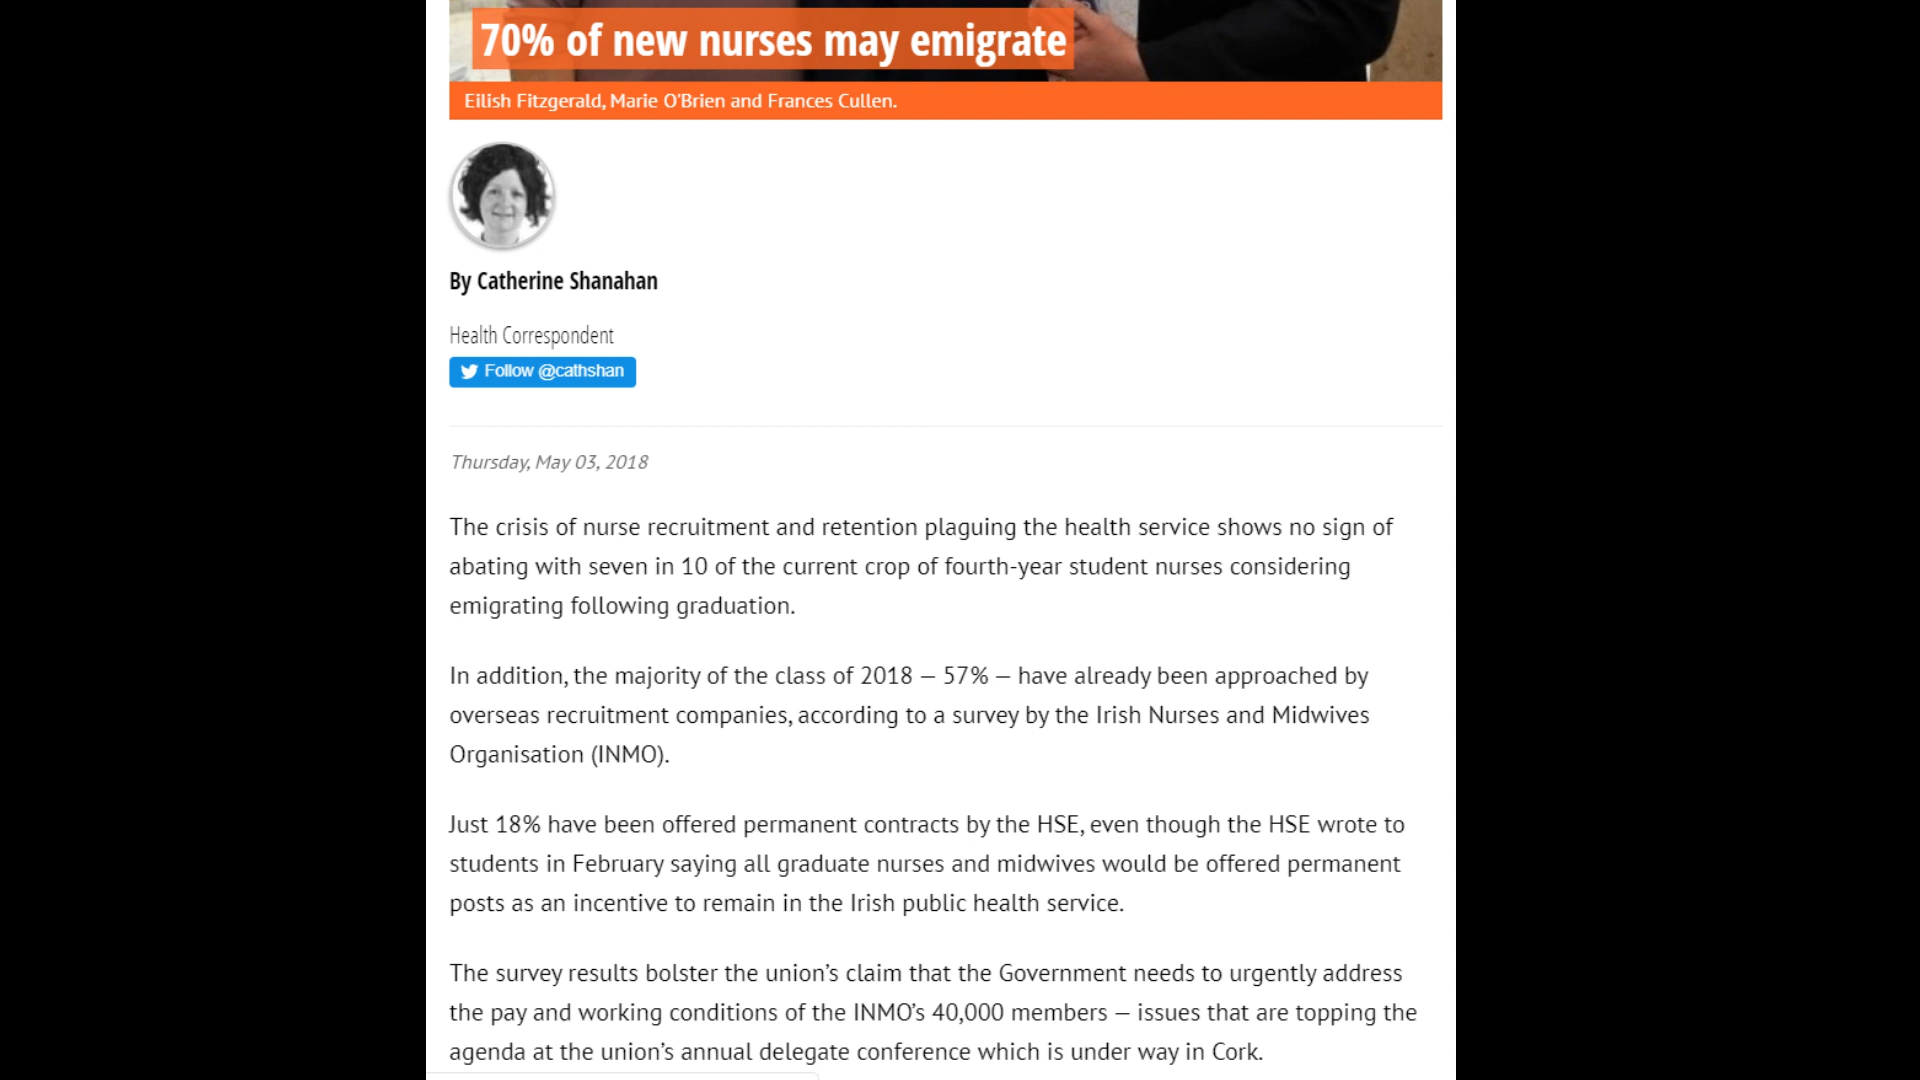 70% of new nurses may emigrate
Eilish Fitzgerald, Marie O'Brien and Frances Cullen.
By Catherine Shanahan
Health Correspondent
Follow @cathshan
Thursday, May 03, 2018
The crisis of nurse recruitment and retention plaguing the health service shows no sign of
abating with seven in 10 of the current crop of fourth-year student nurses considering
emigrating following graduation.
In addition, the majority of the class of 2018 – 57% – have already been approached by
overseas recruitment companies, according to a survey by the Irish Nurses and Midwives
Organisation (INMO).
Just 18% have been offered permanent contracts by the HSE, even though the HSE wrote to
students in February saying all graduate nurses and midwives would be offered permanent
posts as an incentive to remain in the Irish public health service.
The survey results bolster the union’s claim that the Government needs to urgently address
the pay and working conditions of the INMO’s 40,000 members – issues that are topping the
agenda at the union’s annual delegate conference which is under way in Cork.